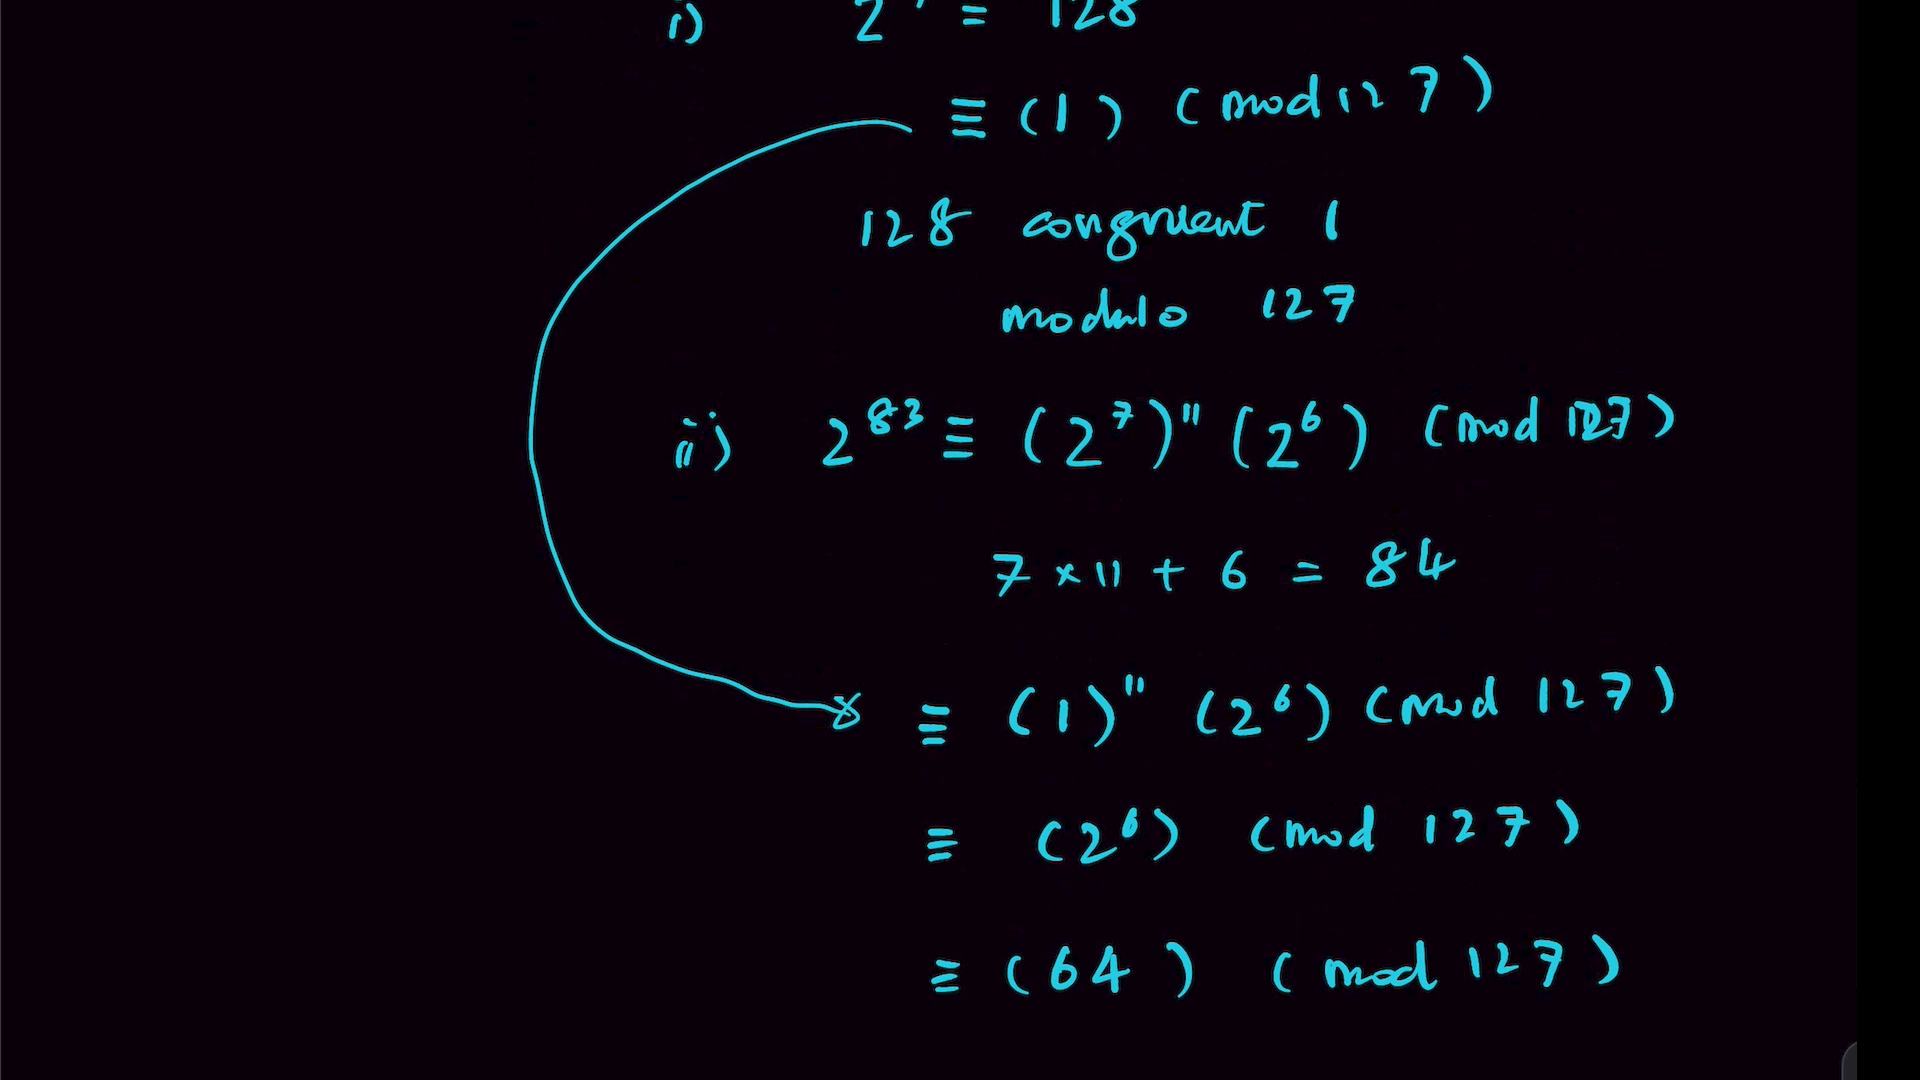 i) 2⁷ = 128
≡ (1) (mod 127)
128 congruent 1
modulo 127
ii) 2⁸³ ≡ (2⁷)¹¹ (2⁶) (mod 127)
7 × 11 + 6 = 84
≡ (1)¹¹ (2⁶) (mod 127)
≡ (2⁶) (mod 127)
≡ (64) (mod 127)